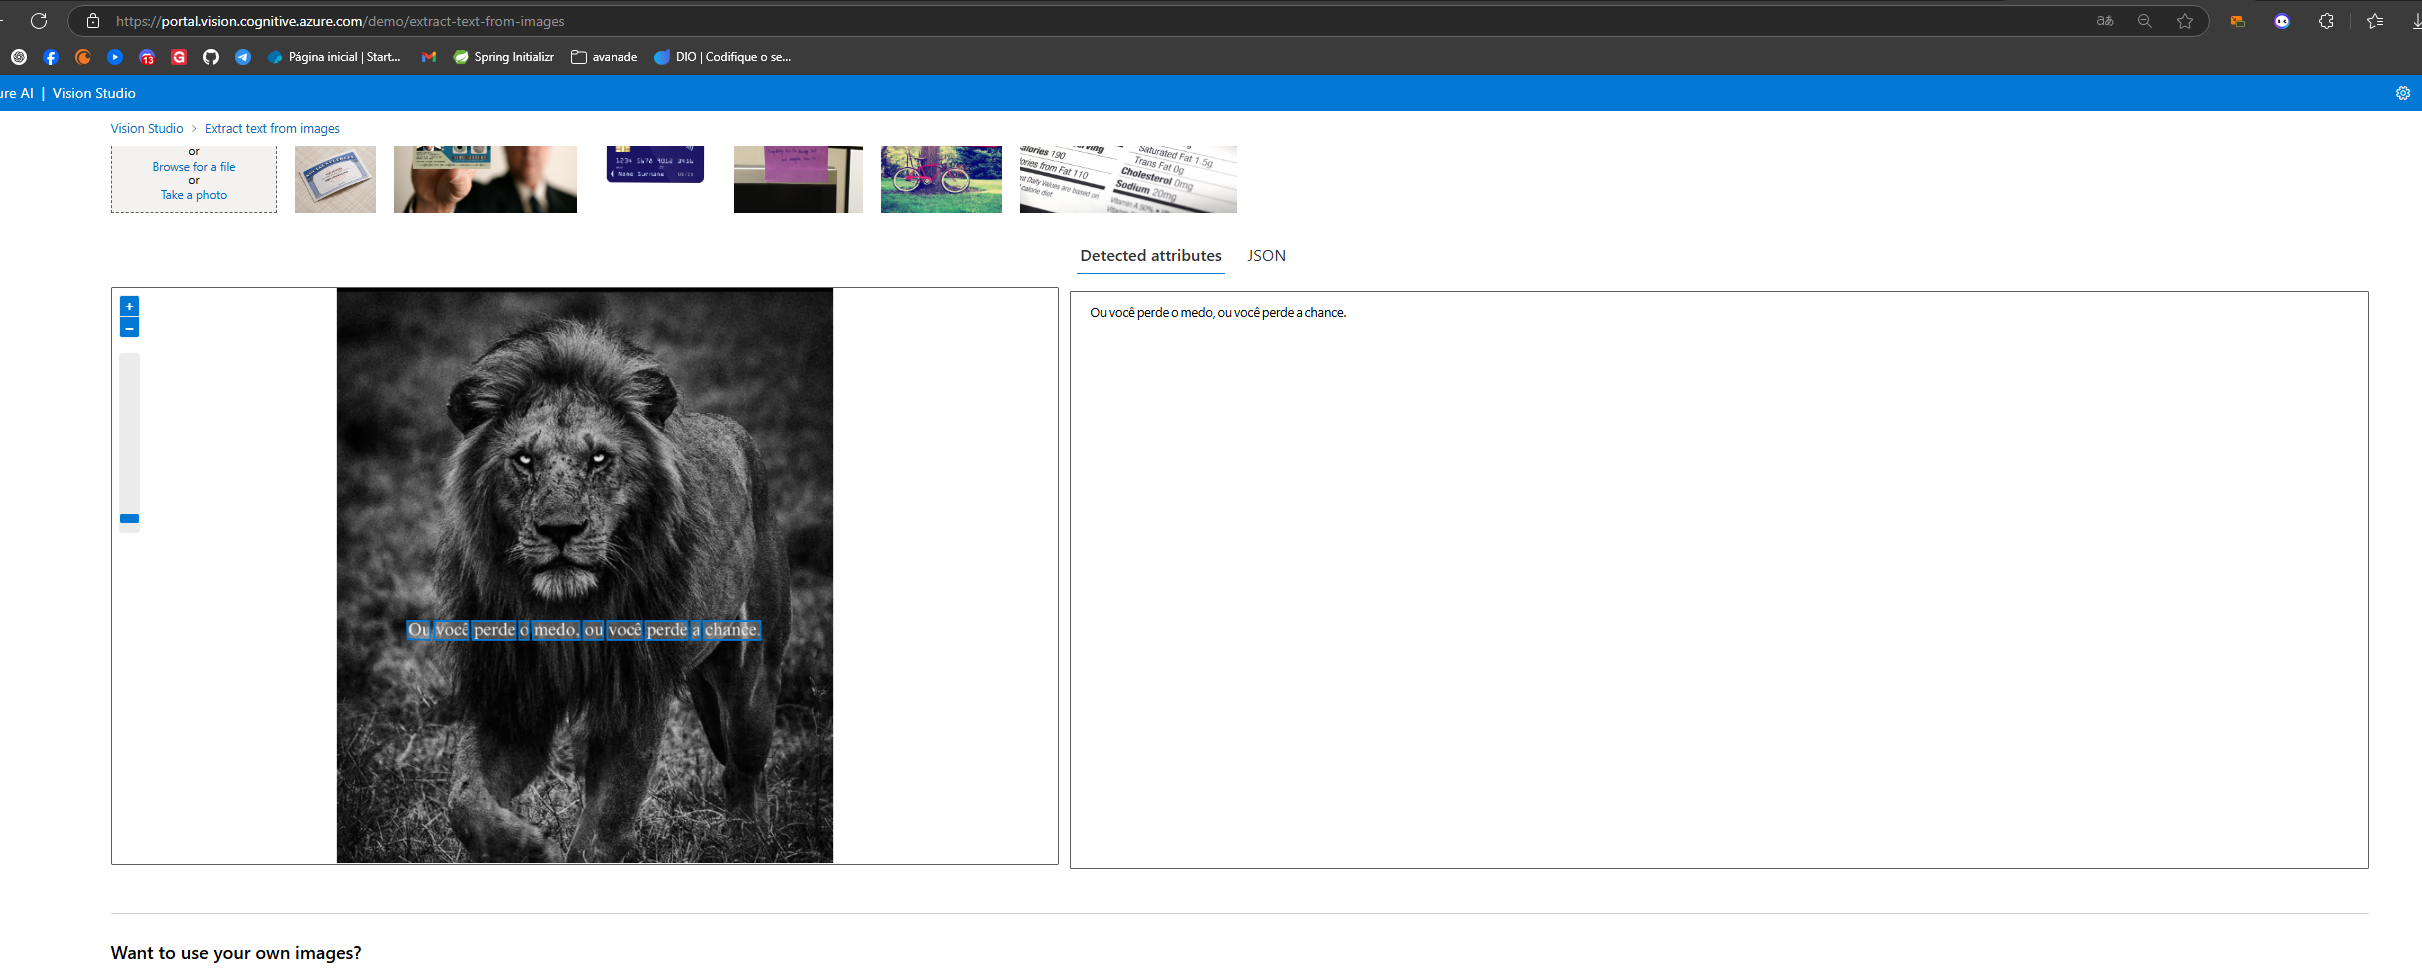 https://portal.vision.cognitive.azure.com/demo/extract-text-from-images
13
Página inicial | Start...
Spring Initializr
avanade
DIO | Codifique o se...
ure AI | Vision Studio
Vision Studio > Extract text from images
or
Browse for a file
or
Take a photo
1234 5678 9012 3456
Name Surname
alories 190
ories from Fat 110
Saturated Fat 1.5g
Trans Fat 0g
Cholesterol 0mg
Sodium 20mg
Detected attributes
JSON
+
–
Ou você perde o medo, ou você perde a chance.
Ou você perde o medo, ou você perde a chance.
Want to use your own images?